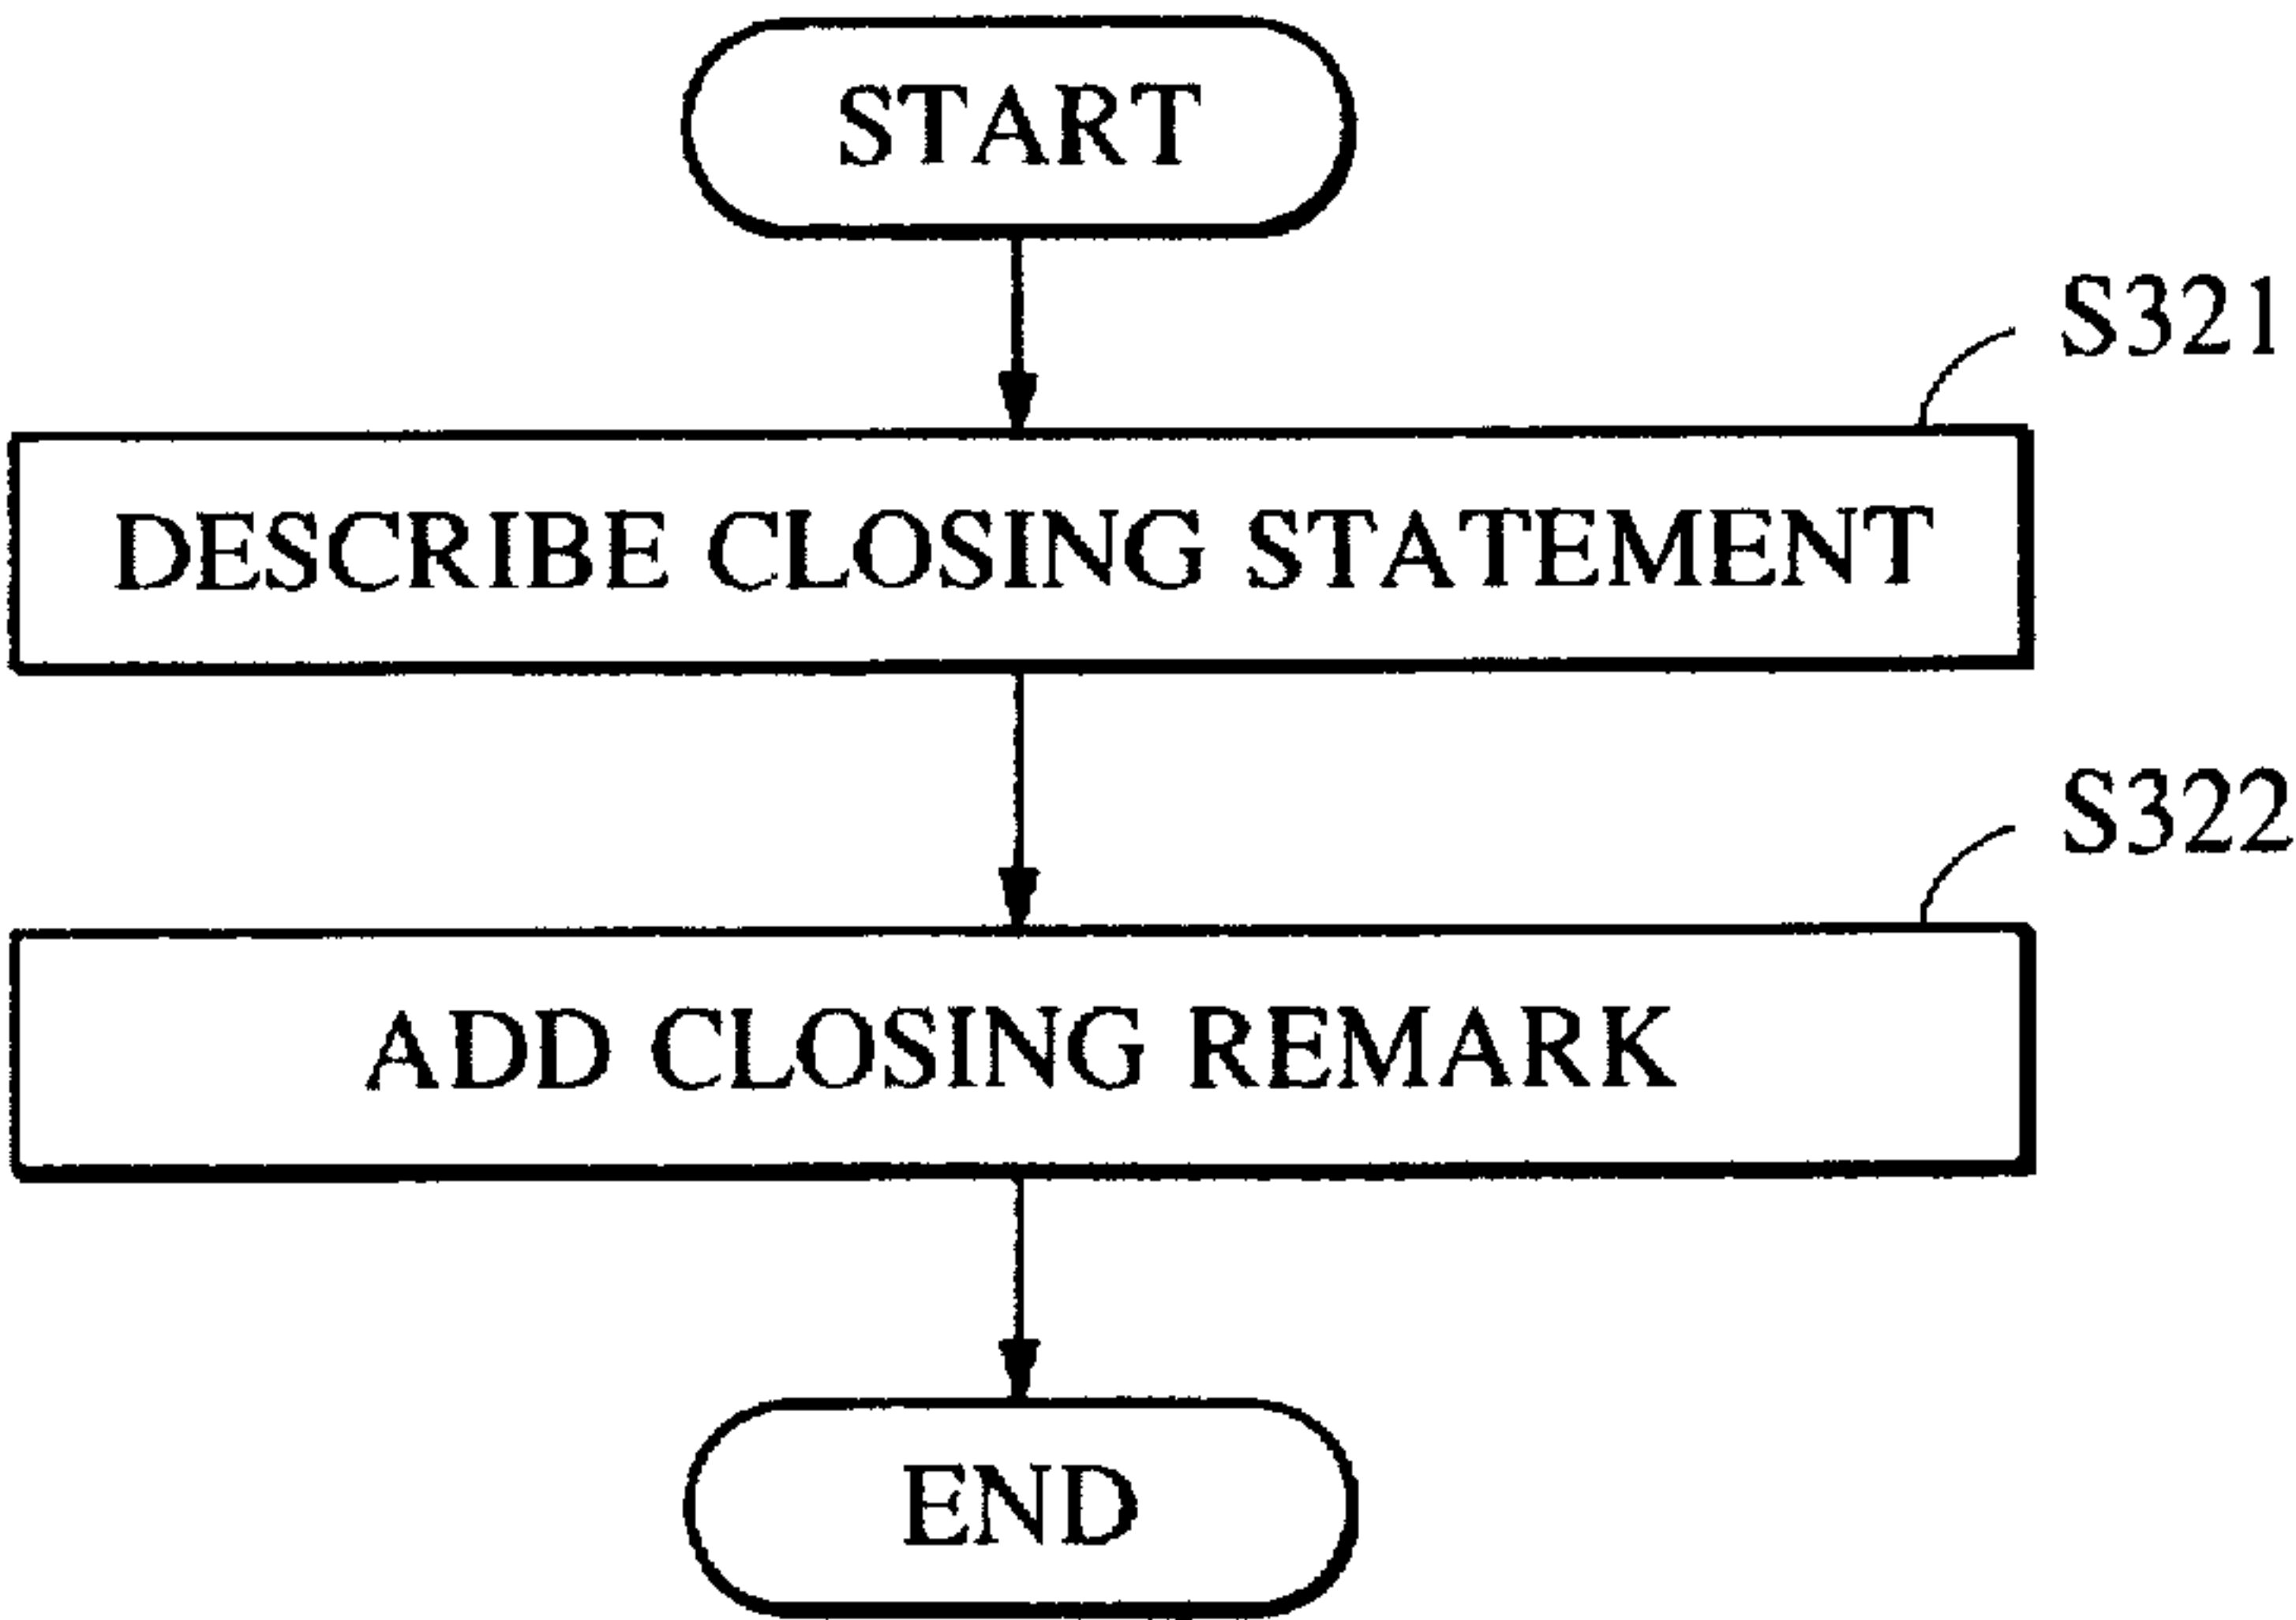 START
S321
DESCRIBE CLOSING STATEMENT
S322
ADD CLOSING REMARK
END